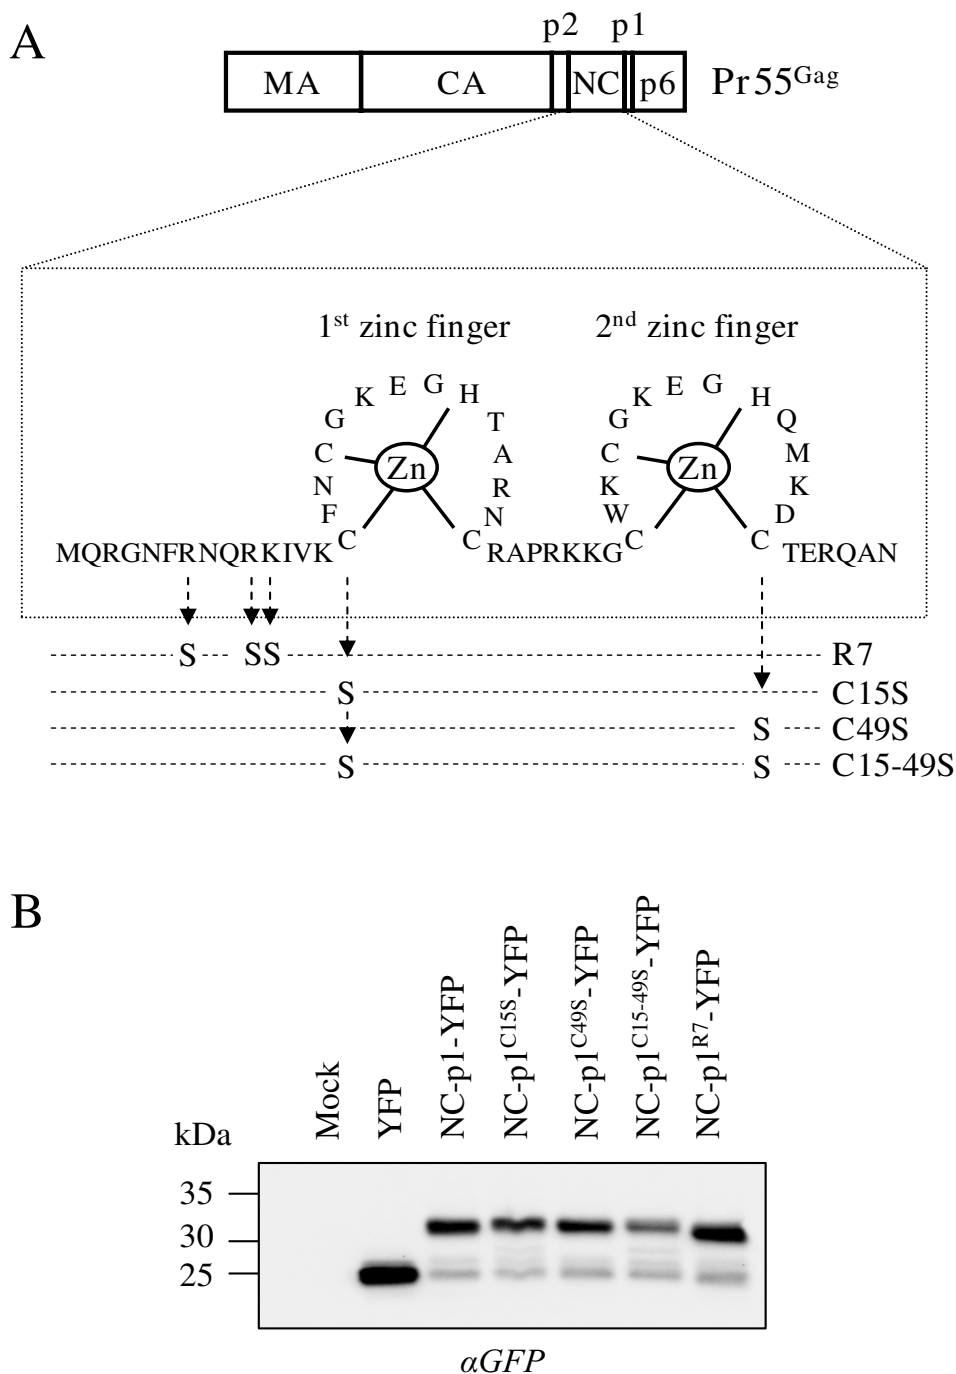 A
p2 p1
MA CA NC p6 Pr55Gag
1st zinc finger 2nd zinc finger
G K E G H T A R N
C N F C Zn C
G K E G H Q M K D
C K W C Zn C
MQRGNFRNQRKIVK RAPRKKG TERQAN
S SS R7
S C15S
S C49S
S S C15-49S
B
Mock
YFP
NC-p1-YFP
NC-p1C15S-YFP
NC-p1C49S-YFP
NC-p1C15-49S-YFP
NC-p1R7-YFP
kDa
35
30
25
αGFP